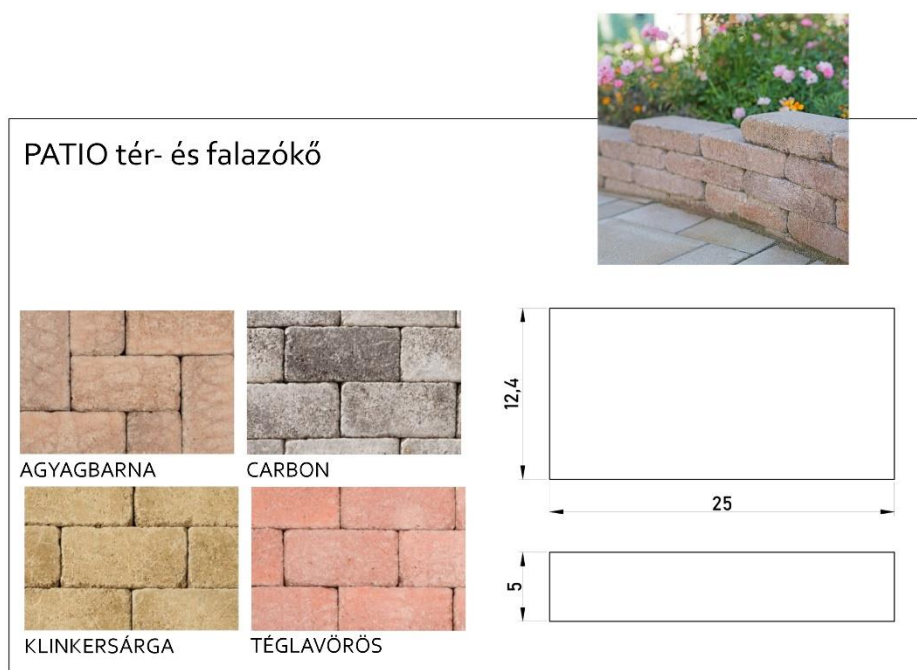 PATIO tér- és falazókő
AGYAGBARNA
CARBON
KLINKERSÁRGA
TÉGLAVÖRÖS
12,4
25
5